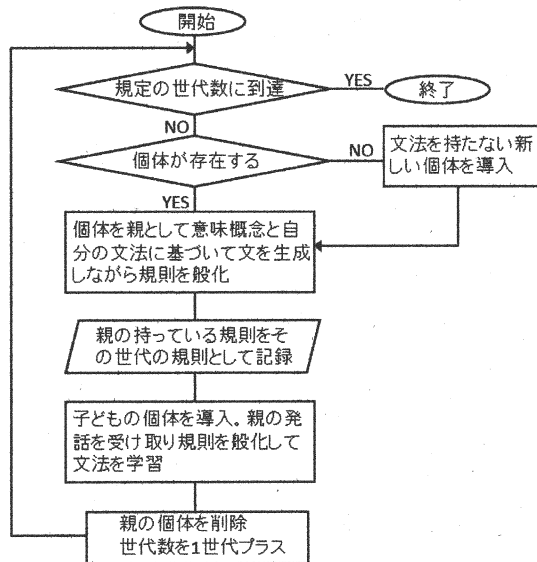 開始
規定の世代数に到達
YES
終了
NO
個体が存在する
NO
文法を持たない新
しい個体を導入
YES
個体を親として意味概念と自
分の文法に基づいて文を生成
しながら規則を般化
親の持っている規則をそ
の世代の規則として記録
子どもの個体を導入。親の発
話を受け取り規則を般化して
文法を学習
親の個体を削除
世代数を1世代プラス